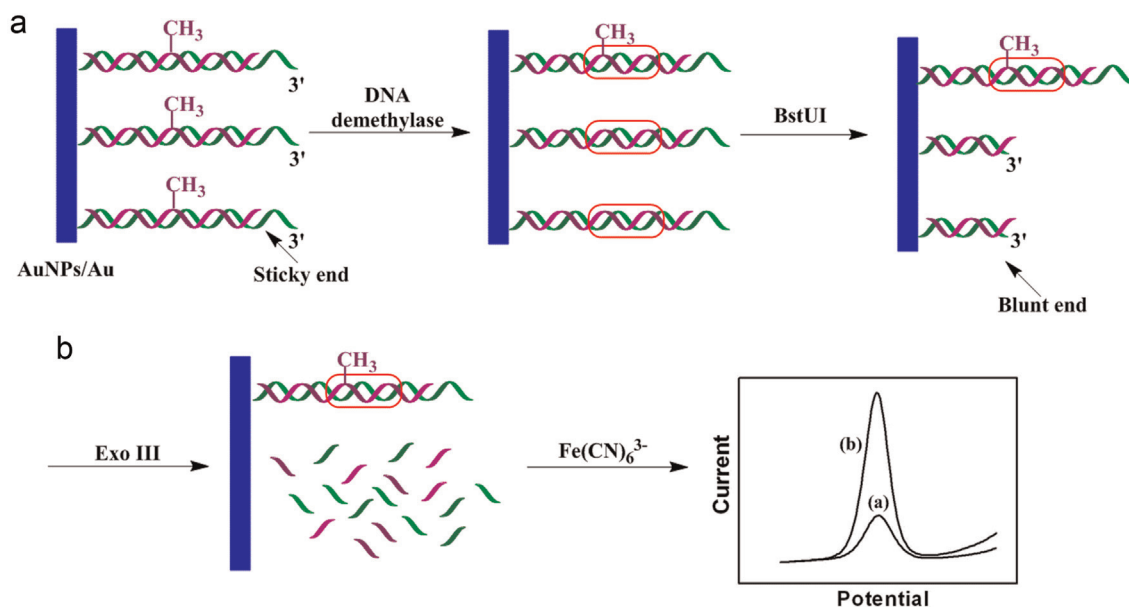 a
CH3
3'
CH3
3'
CH3
3'
AuNPs/Au
Sticky end
DNA
demethylase
CH3
BstUI
CH3
3'
3'
Blunt end
b
Exo III
CH3
Fe(CN)6 3-
Current
(b)
(a)
Potential